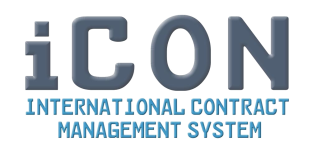 iCON
INTERNATIONAL CONTRACT
MANAGEMENT SYSTEM